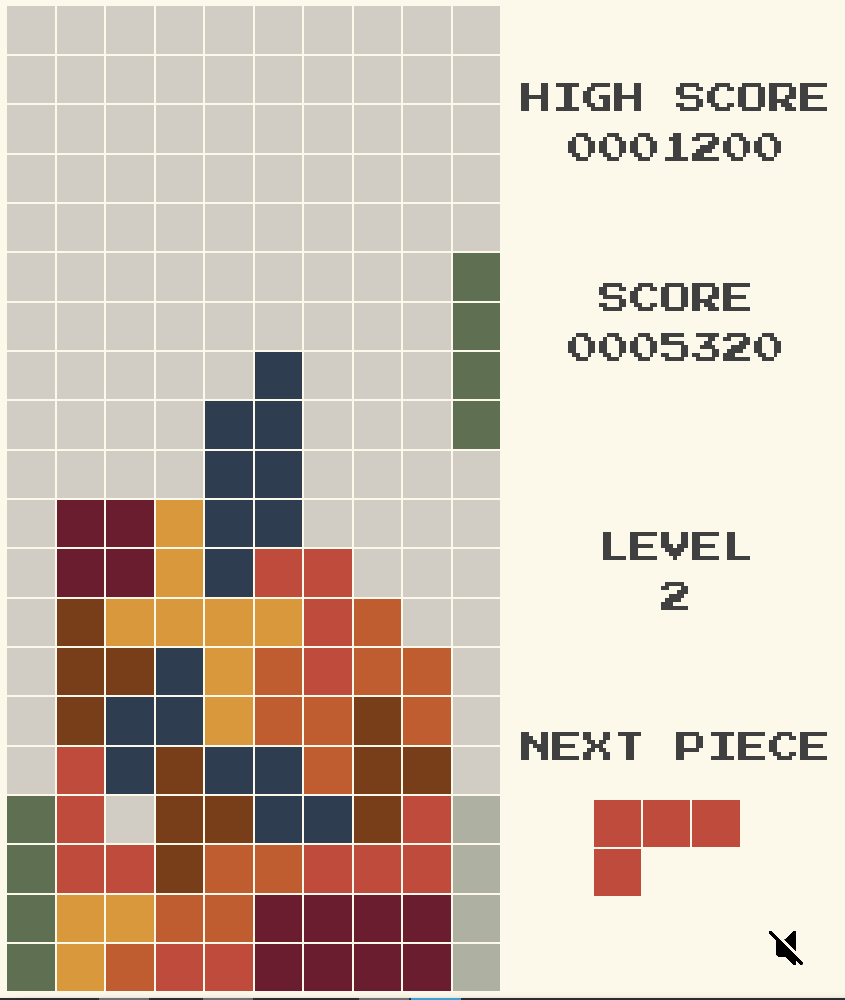 HIGH SCORE
0001200
SCORE
0005320
LEVEL
2
NEXT PIECE